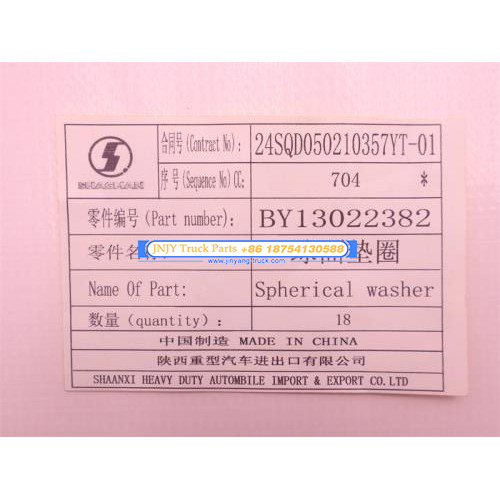 SHACMAN
合同号(Contract No): 24SQD050210357YT-01
序号(Sequence No)CC: 704 *
零件编号(Part number): BY13022382
零件名 垫圈
JNJY Truck Parts +86 18754130588
www.jinyang-truck.com
Name Of Part: Spherical washer
数量(quantity): 18
中国制造 MADE IN CHINA
陕西重型汽车进出口有限公司
SHAANXI HEAVY DUTY AUTOMBILE IMPORT & EXPORT CO.LTD